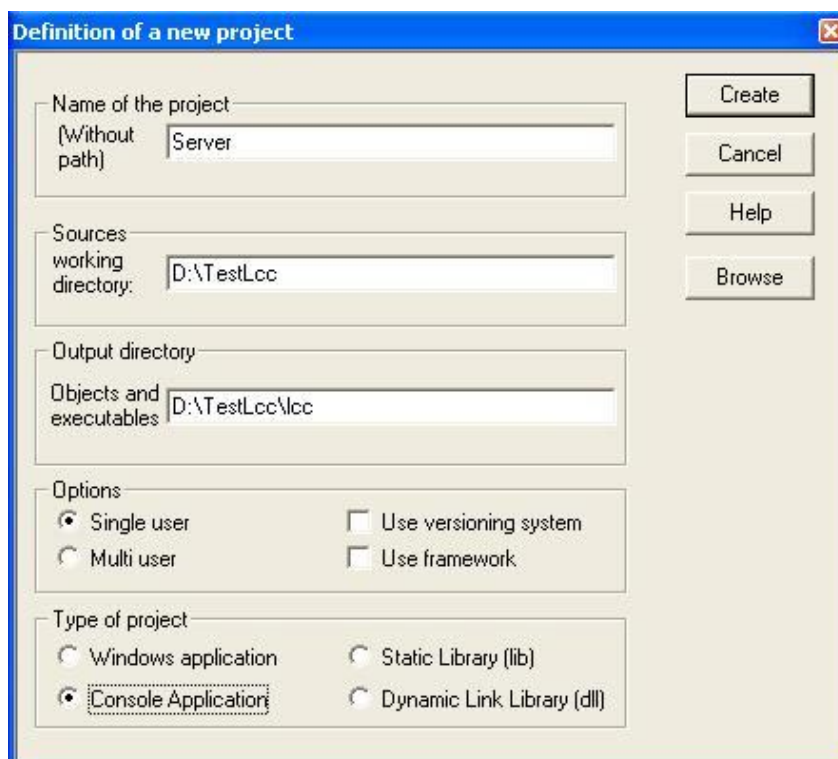 Definition of a new project
Name of the project
(Without
path)
Server
Create
Cancel
Help
Browse
Sources
working
directory:
D:\TestLcc
Output directory
Objects and
executables
D:\TestLcc\lcc
Options
Single user
Use versioning system
Multi user
Use framework
Type of project
Windows application
Static Library (lib)
Console Application
Dynamic Link Library (dll)